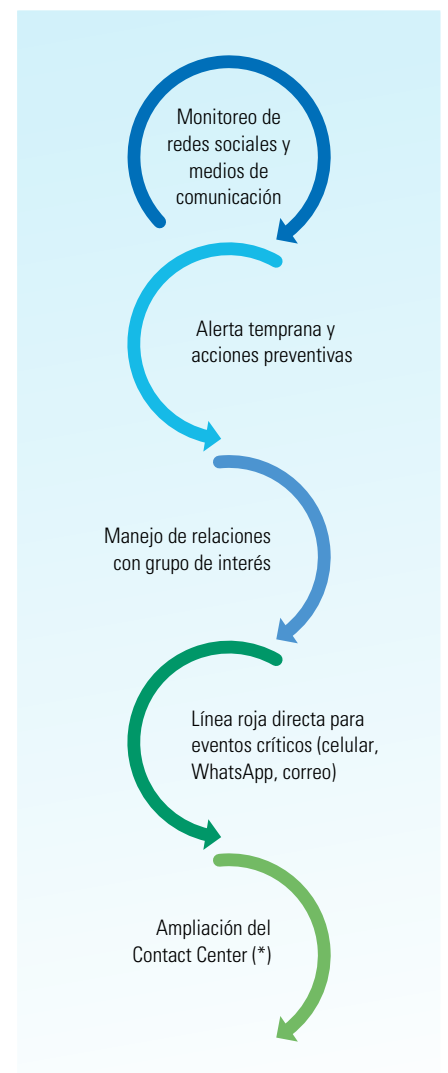 Monitoreo de
redes sociales y
medios de
comunicación
Alerta temprana y
acciones preventivas
Manejo de relaciones
con grupo de interés
Línea roja directa para
eventos críticos (celular,
WhatsApp, correo)
Ampliación del
Contact Center (*)